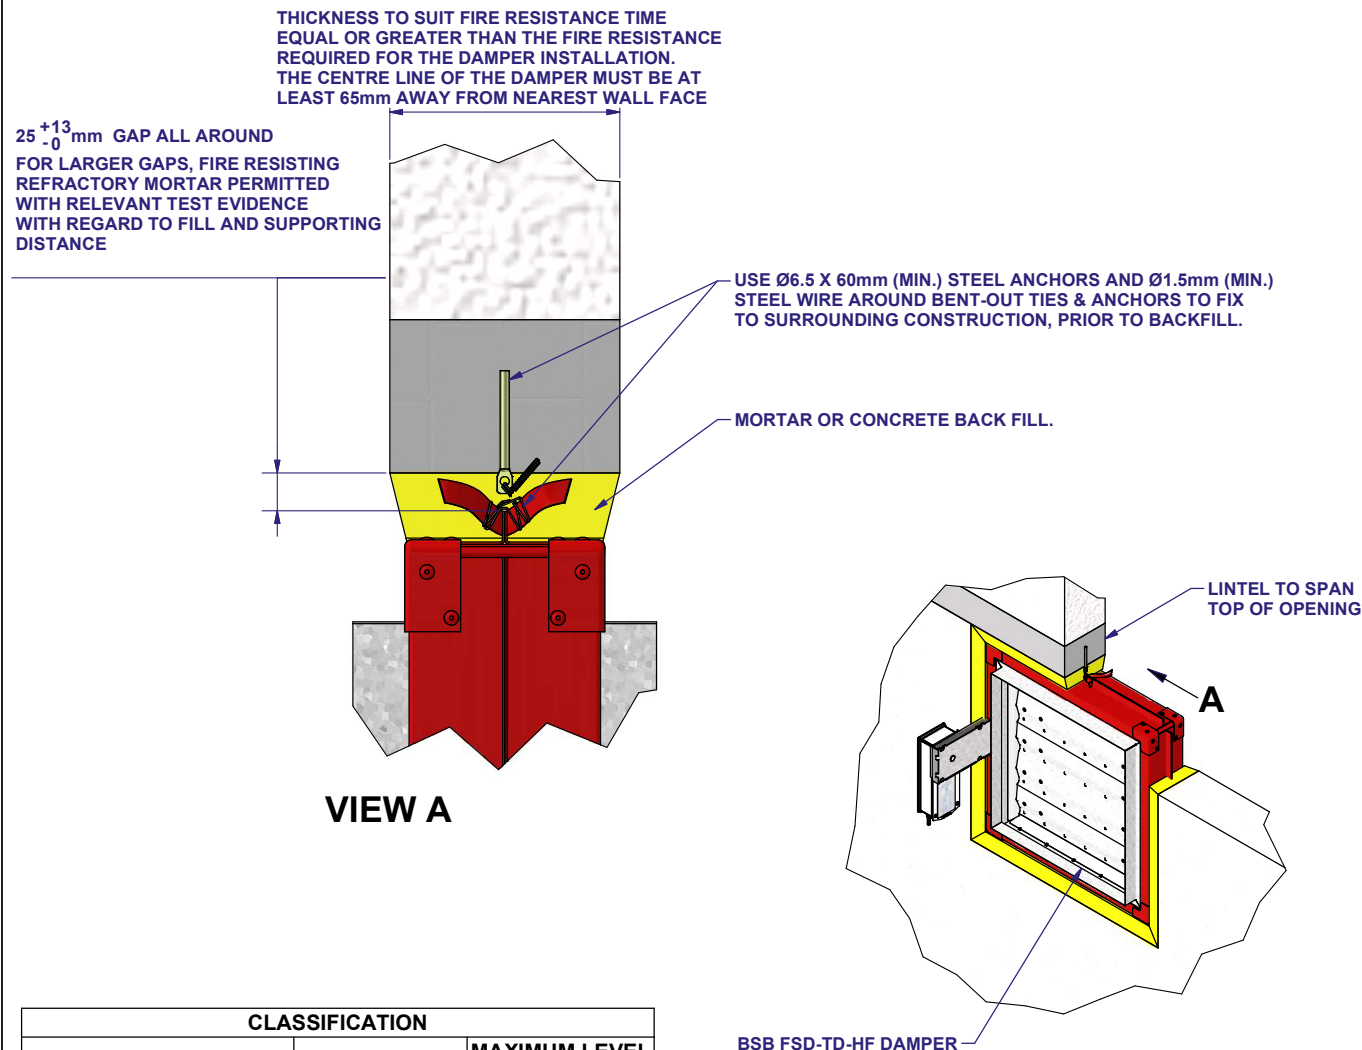 THICKNESS TO SUIT FIRE RESISTANCE TIME
EQUAL OR GREATER THAN THE FIRE RESISTANCE
REQUIRED FOR THE DAMPER INSTALLATION.
THE CENTRE LINE OF THE DAMPER MUST BE AT
LEAST 65mm AWAY FROM NEAREST WALL FACE
25 +13 -0 mm GAP ALL AROUND
FOR LARGER GAPS, FIRE RESISTING
REFRACTORY MORTAR PERMITTED
WITH RELEVANT TEST EVIDENCE
WITH REGARD TO FILL AND SUPPORTING
DISTANCE
USE Ø6.5 X 60mm (MIN.) STEEL ANCHORS AND Ø1.5mm (MIN.)
STEEL WIRE AROUND BENT-OUT TIES & ANCHORS TO FIX
TO SURROUNDING CONSTRUCTION, PRIOR TO BACKFILL.
MORTAR OR CONCRETE BACK FILL.
LINTEL TO SPAN
TOP OF OPENING
A
VIEW A
CLASSIFICATION
MAXIMUM LEVEL
BSB FSD-TD-HF DAMPER